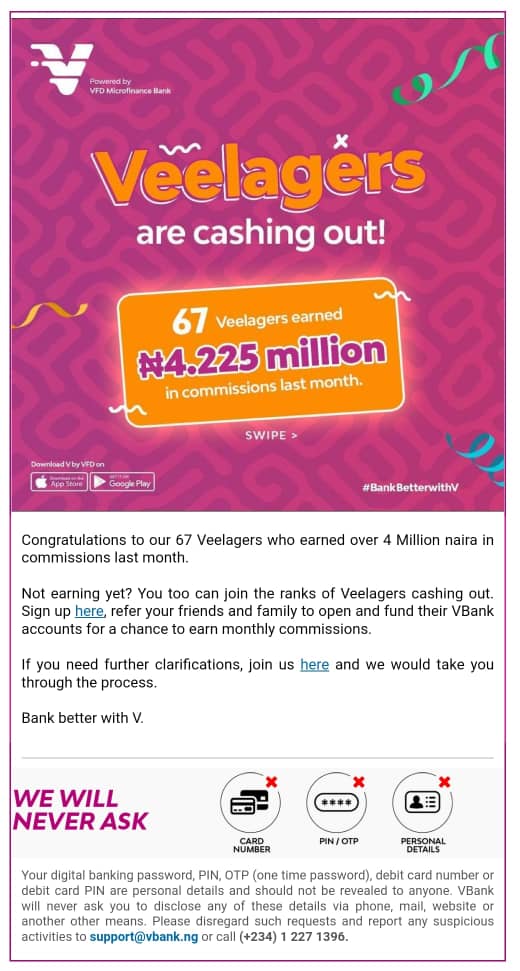 Powered by
VFD Microfinance Bank
Veelagers
are cashing out!
67 Veelagers earned
₦4.225 million
in commissions last month.
SWIPE >
Download V by VFD on
Download on the
App Store
GET IT ON
Google Play
#BankBetterwithV
Congratulations to our 67 Veelagers who earned over 4 Million naira in
commissions last month.
Not earning yet? You too can join the ranks of Veelagers cashing out.
Sign up here, refer your friends and family to open and fund their VBank
accounts for a chance to earn monthly commissions.
If you need further clarifications, join us here and we would take you
through the process.
Bank better with V.
WE WILL
NEVER ASK
****
CARD
NUMBER
PIN / OTP
PERSONAL
DETAILS
Your digital banking password, PIN, OTP (one time password), debit card number or
debit card PIN are personal details and should not be revealed to anyone. VBank
will never ask you to disclose any of these details via phone, mail, website or
another other means. Please disregard such requests and report any suspicious
activities to support@vbank.ng or call (+234) 1 227 1396.